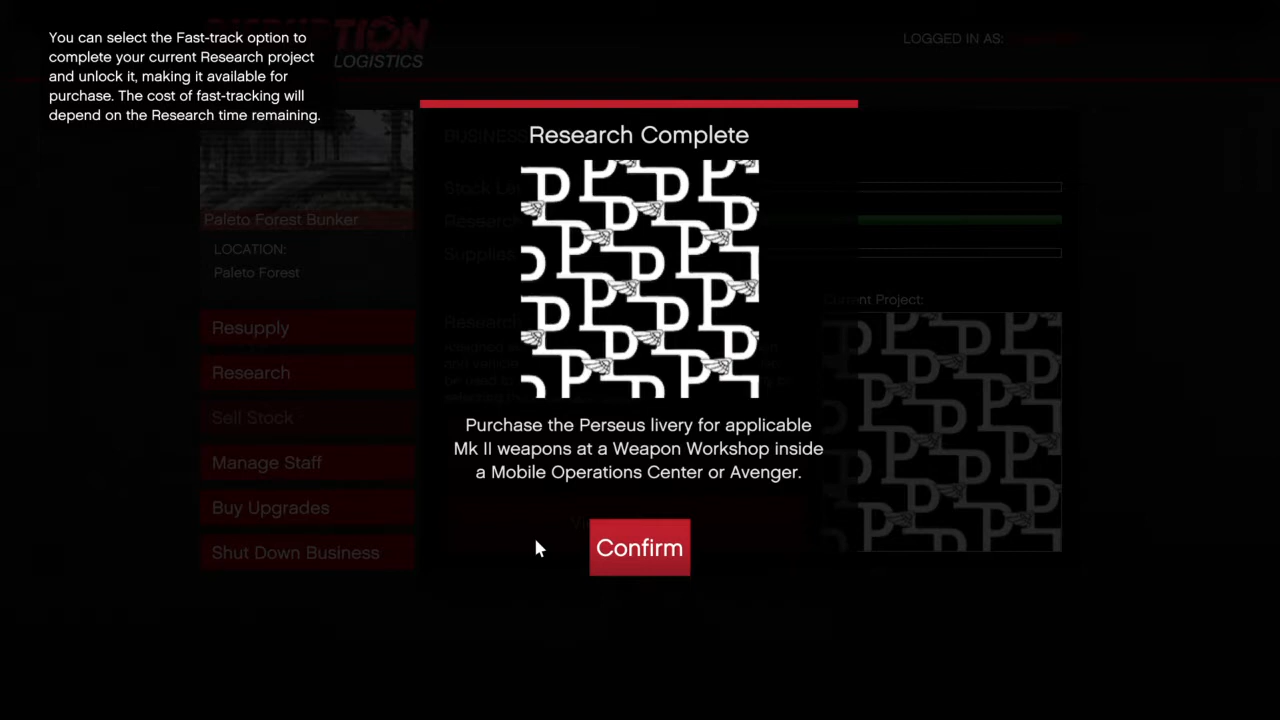 You can select the Fast-track option to
complete your current Research project
and unlock it, making it available for
purchase. The cost of fast-tracking will
depend on the Research time remaining.
LOGISTICS
LOGGED IN AS:
Research Complete
Paleto Forest Bunker
LOCATION:
Paleto Forest
Resupply
Research
Sell Stock
Manage Staff
Buy Upgrades
Shut Down Business
Research
Supplies
Purchase the Perseus livery for applicable
Mk II weapons at a Weapon Workshop inside
a Mobile Operations Center or Avenger.
Confirm
Project: